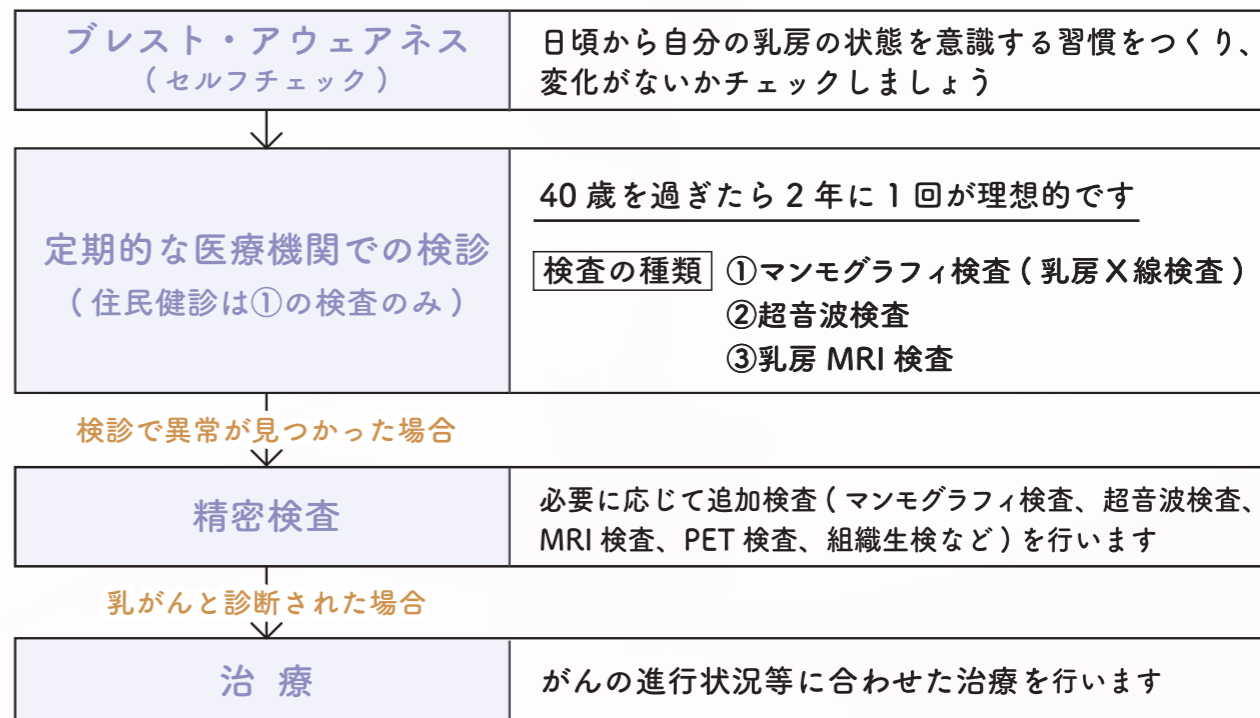 ブレスト・アウェアネス
(セルフチェック)
日頃から自分の乳房の状態を意識する習慣をつくり、
変化がないかチェックしましょう
定期的な医療機関での検診
(住民健診は①の検査のみ)
40歳を過ぎたら2年に1回が理想的です
検査の種類 ①マンモグラフィ検査(乳房X線検査)
②超音波検査
③乳房MRI検査
検診で異常が見つかった場合
精密検査
必要に応じて追加検査(マンモグラフィ検査、超音波検査、
MRI検査、PET検査、組織生検など)を行います
乳がんと診断された場合
治療
がんの進行状況等に合わせた治療を行います